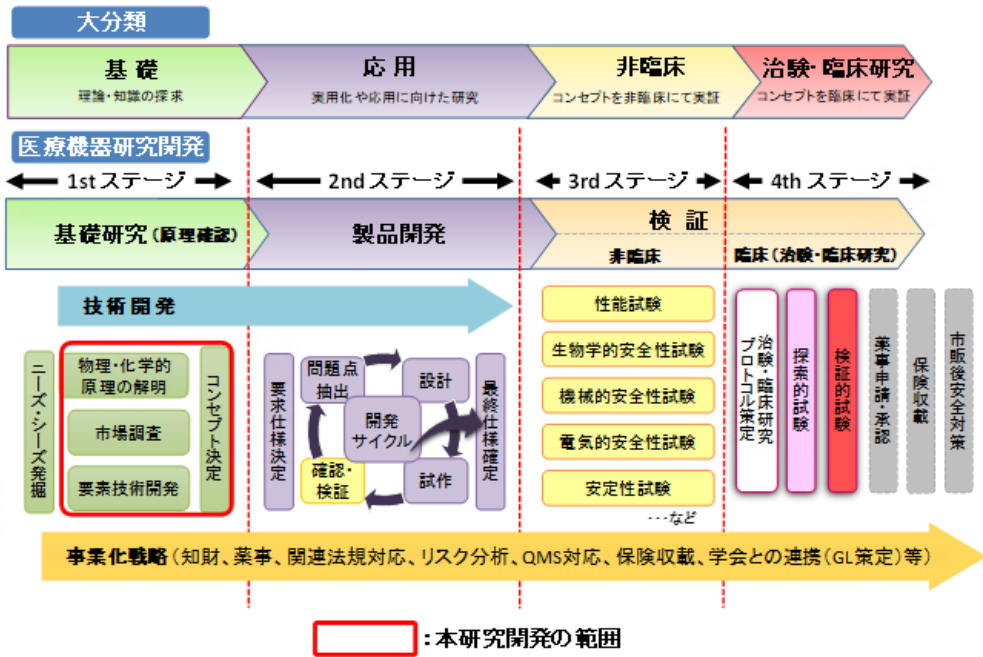 大分類
基礎
理論・知識の探求
応用
実用化や応用に向けた研究
非臨床
コンセプトを非臨床にて実証
治験・臨床研究
コンセプトを臨床にて実証
医療機器研究開発
1stステージ
2ndステージ
3rdステージ
4thステージ
基礎研究(原理確認)
製品開発
検 証
非臨床
臨床(治験・臨床研究)
技術開発
ニーズ・シーズ発掘
物理・化学的
原理の解明
市場調査
要素技術開発
コンセプト決定
要求仕様決定
問題点
抽出
設計
開発
サイクル
確認・
検証
試作
最終仕様確定
性能試験
生物学的安全性試験
機械的安全性試験
電気的安全性試験
安定性試験
・・・など
治験・臨床研究
プロトコル策定
探索的試験
検証的試験
薬事申請・承認
保険収載
市販後安全対策
事業化戦略(知財、薬事、関連法規対応、リスク分析、QMS対応、保険収載、学会との連携(GL策定)等)
:本研究開発の範囲